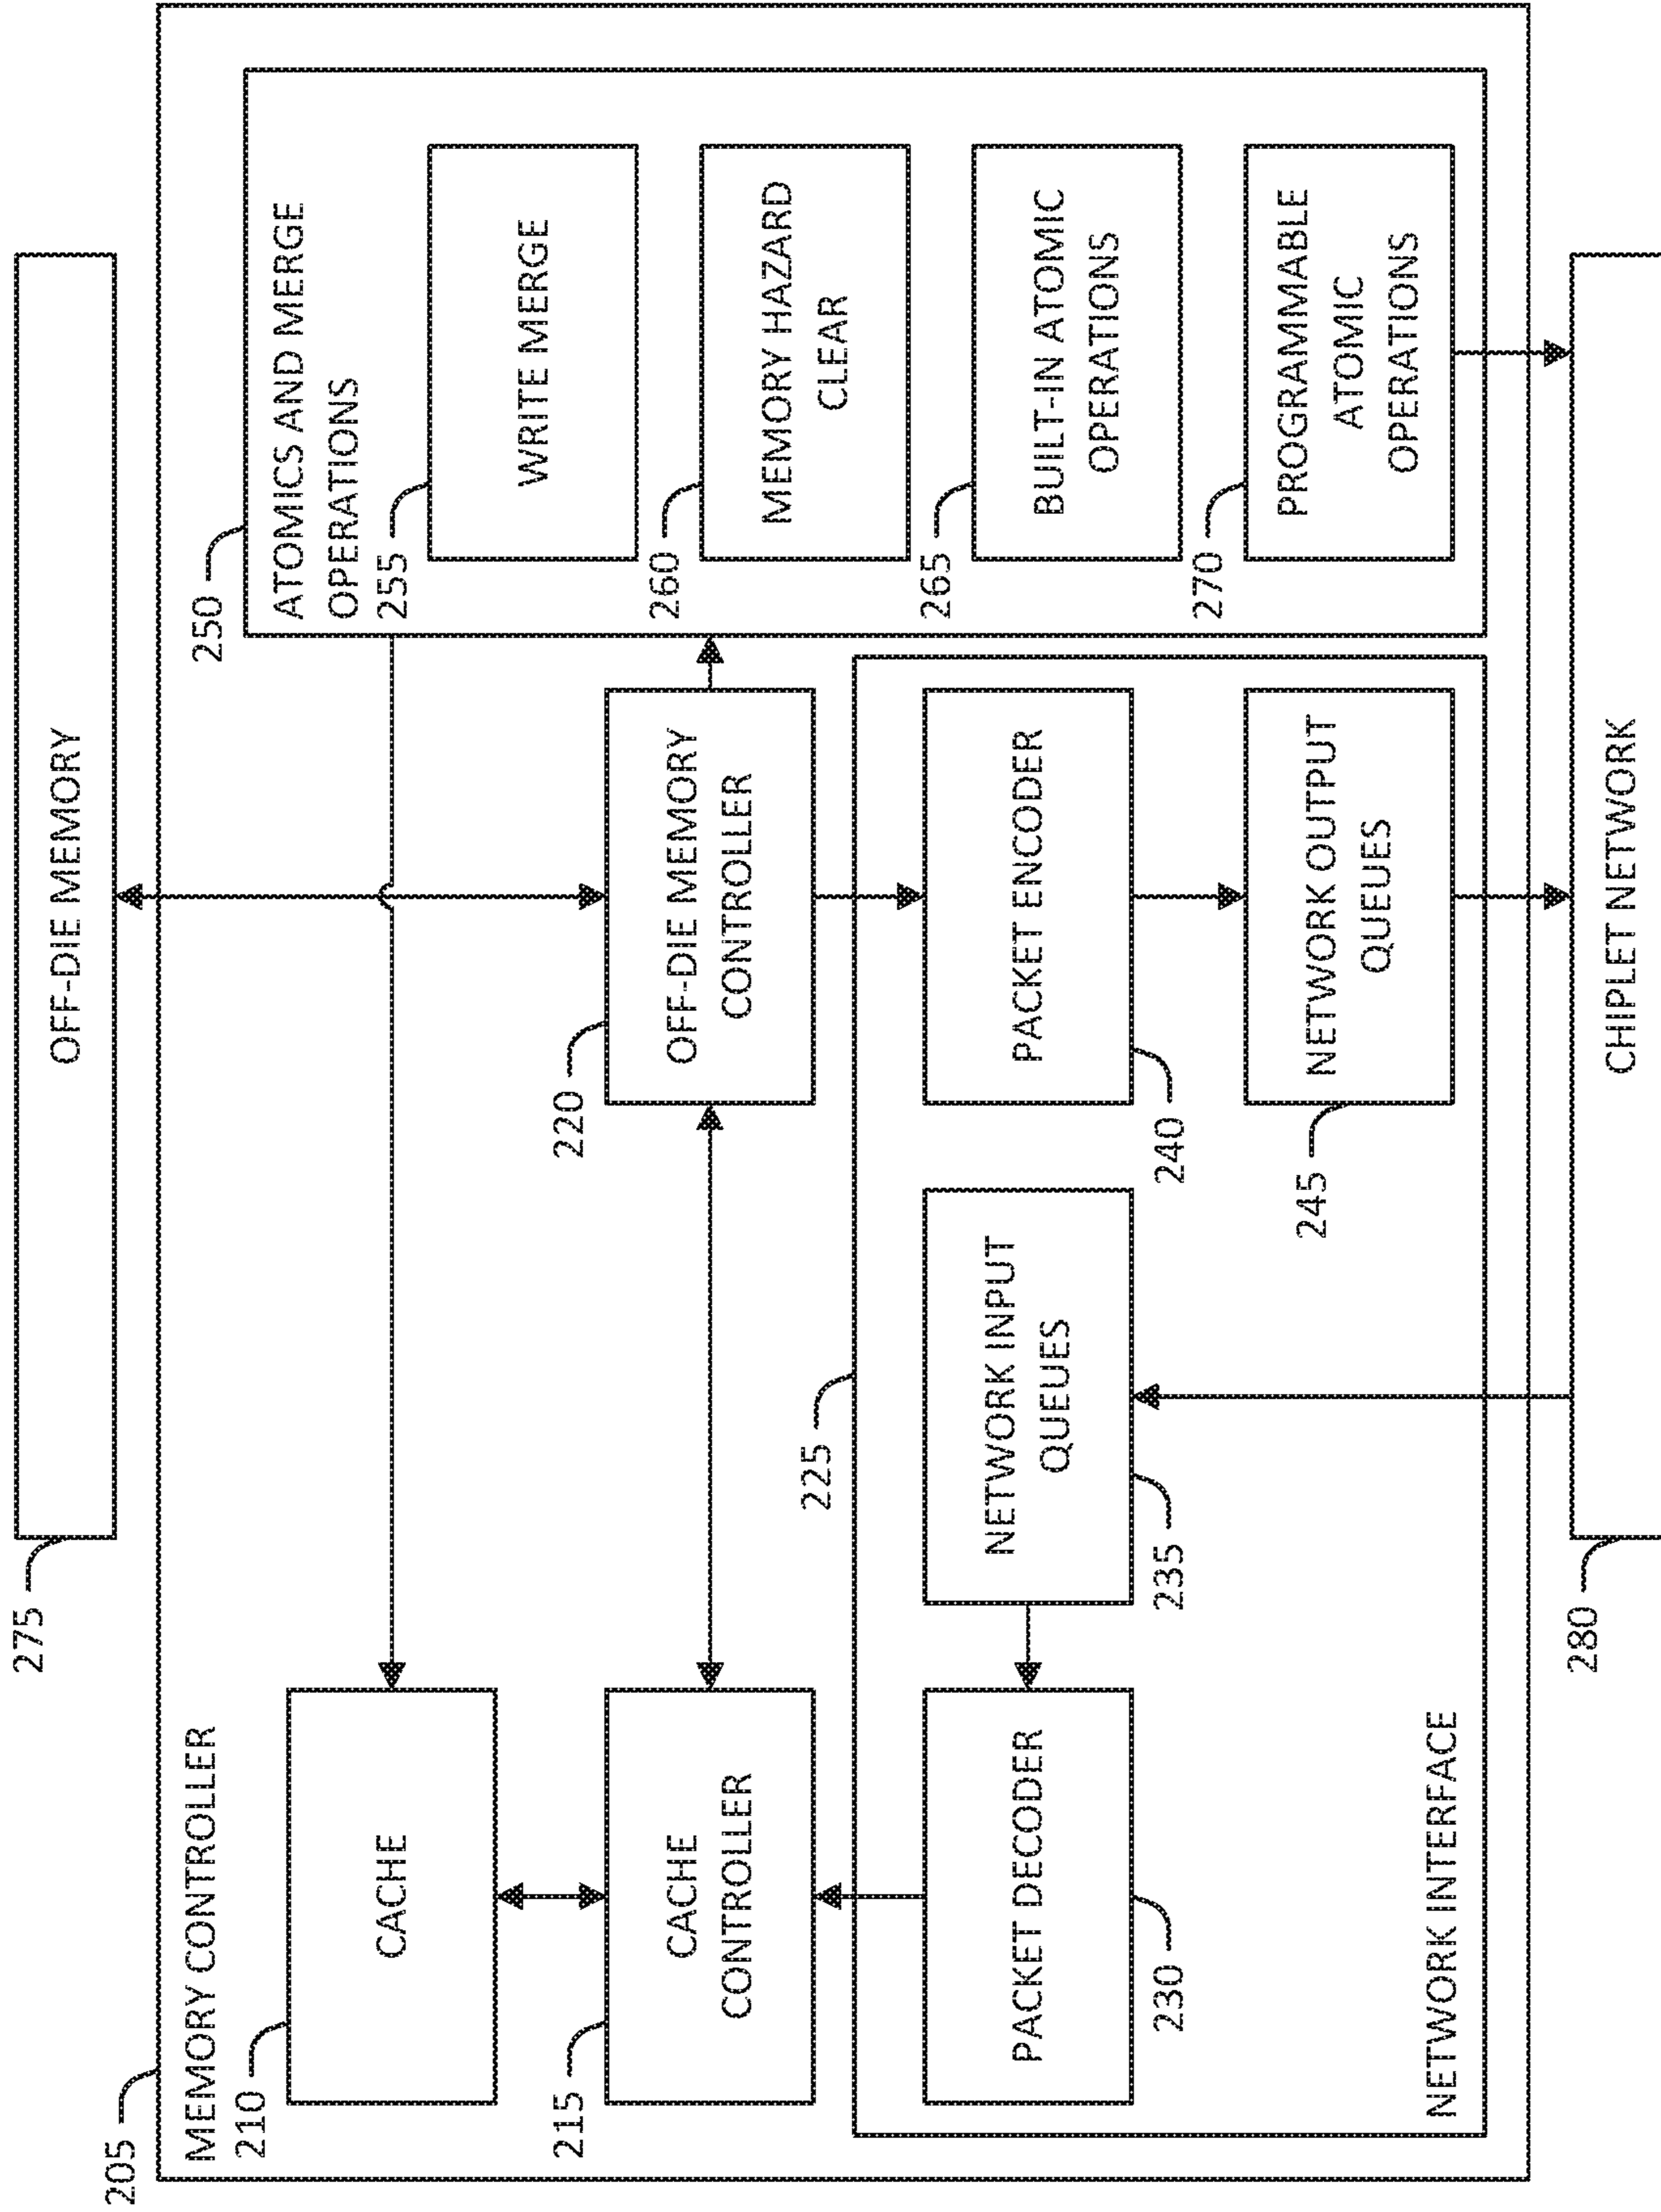 275
OFF-DIE MEMORY
205
MEMORY CONTROLLER
210
CACHE
215
CACHE
CONTROLLER
220
OFF-DIE MEMORY
CONTROLLER
225
230
PACKET DECODER
235
NETWORK INPUT
QUEUES
240
PACKET ENCODER
245
NETWORK OUTPUT
QUEUES
NETWORK INTERFACE
250
ATOMICS AND MERGE
OPERATIONS
255
WRITE MERGE
260
MEMORY HAZARD
CLEAR
265
BUILT-IN ATOMIC
OPERATIONS
270
PROGRAMMABLE
ATOMIC
OPERATIONS
280
CHIPLET NETWORK